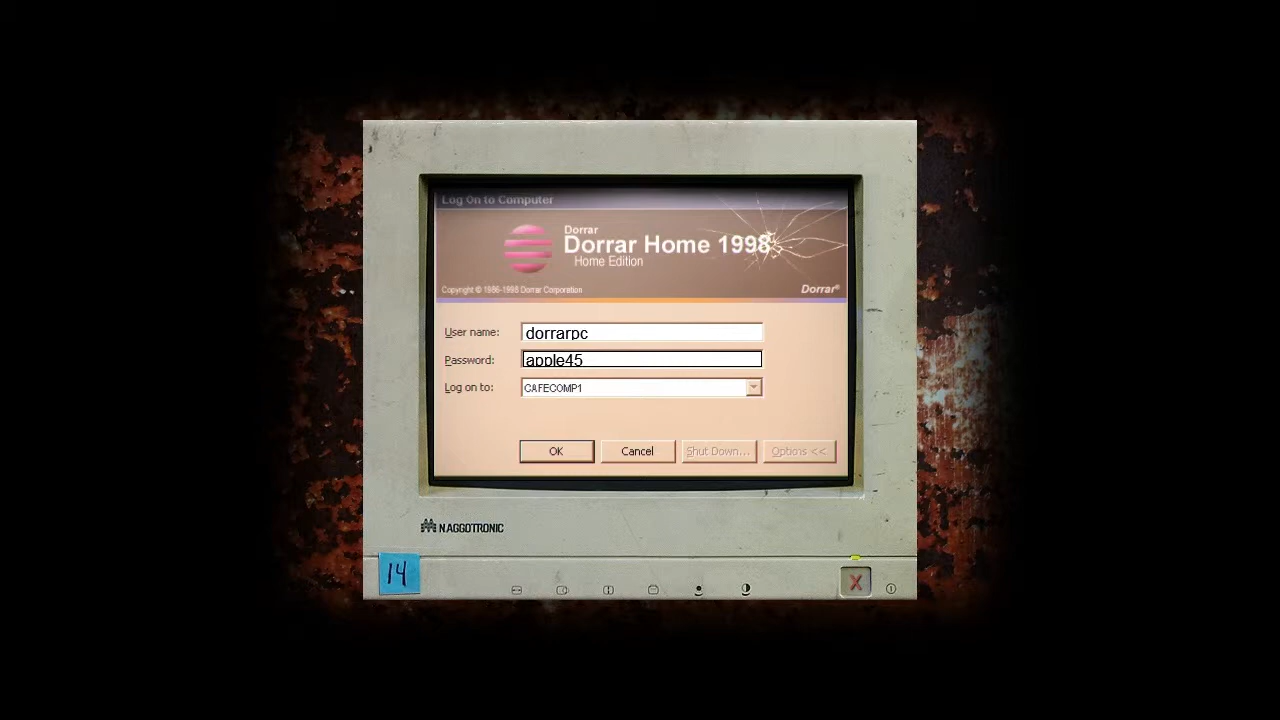 Log On to Computer
Dorrar
Dorrar Home 1998
Home Edition
Copyright © 1986-1998 Dorrar Corporation
Dorrar®
User name: dorrarpc
Password: apple45
Log on to: CAFECOMP1
OK Cancel Shut Down... Options <<
NAGGOTRONIC
14
X